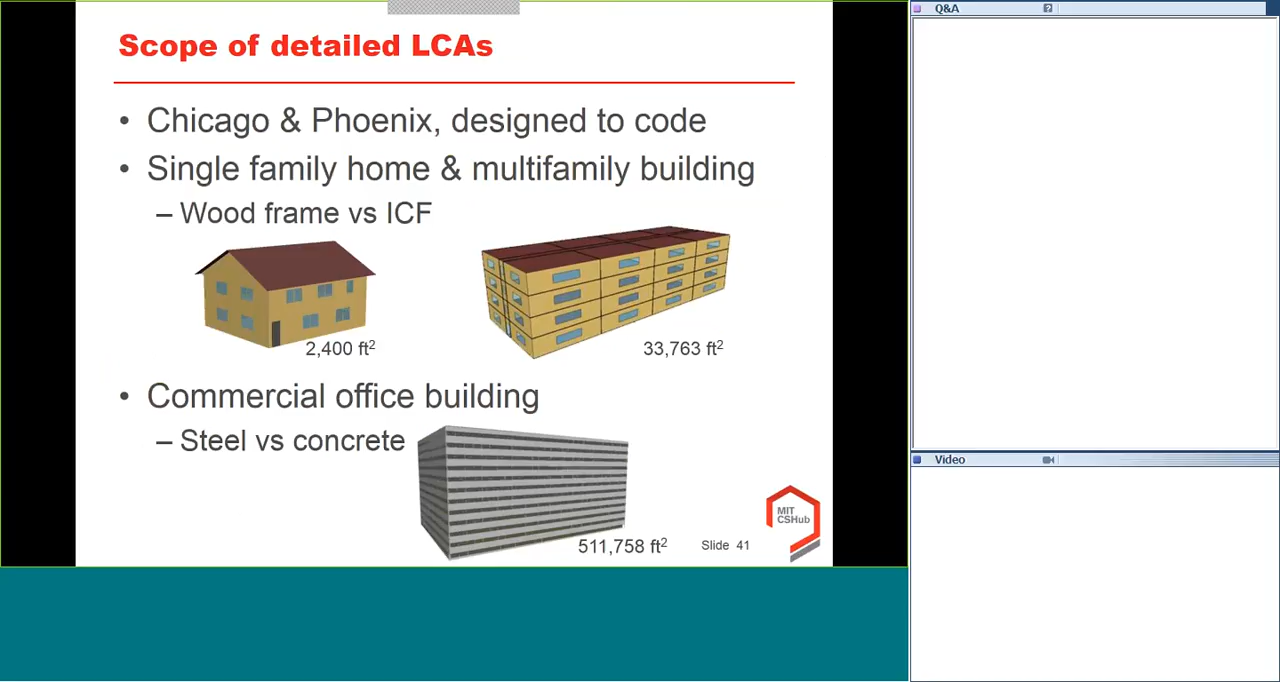 Scope of detailed LCAs
• Chicago & Phoenix, designed to code
• Single family home & multifamily building
– Wood frame vs ICF
2,400 ft²
33,763 ft²
• Commercial office building
– Steel vs concrete
511,758 ft²
Slide 41
MIT
CSHub
Q&A
?
Video